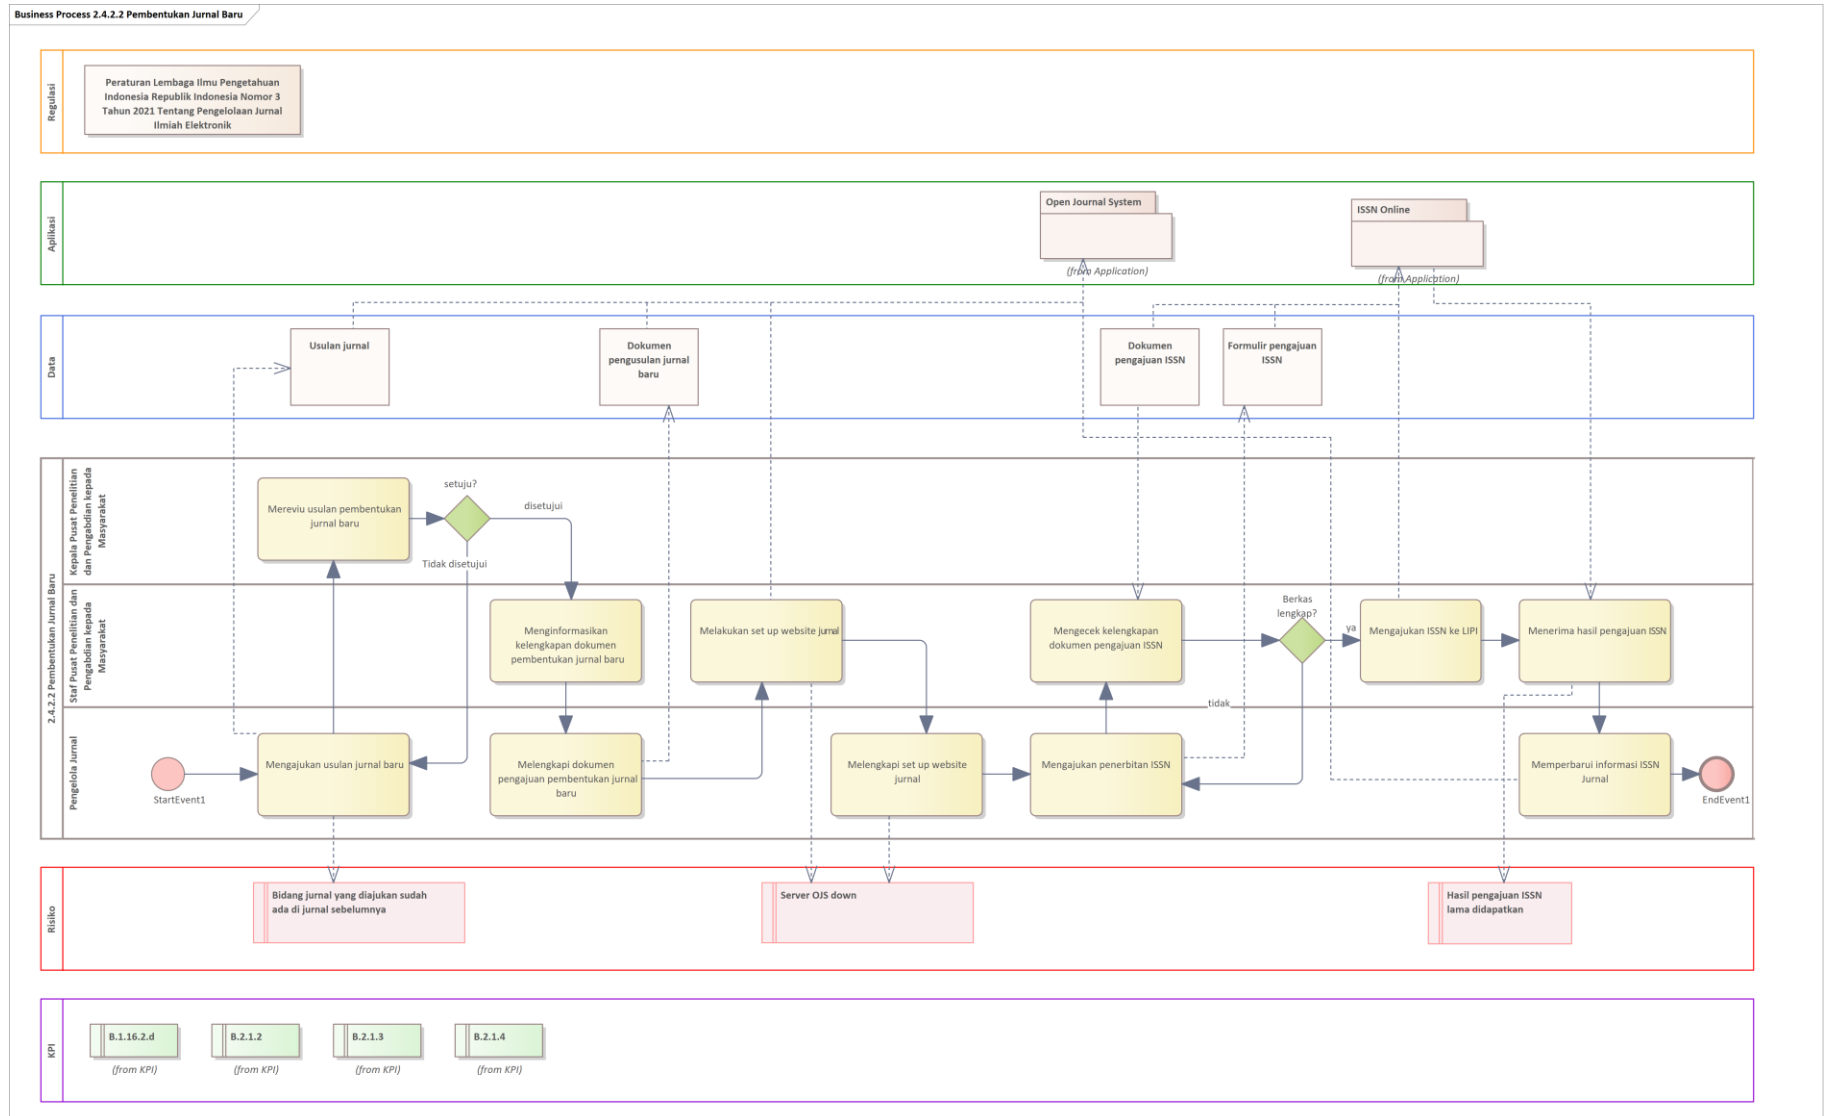 Business Process 2.4.2.2 Pembentukan Jurnal Baru
Regulasi
Peraturan Lembaga Ilmu Pengetahuan
Indonesia Republik Indonesia Nomor 3
Tahun 2021 Tentang Pengelolaan Jurnal
Ilmiah Elektronik
Aplikasi
Open Journal System
(from Application)
ISSN Online
(from Application)
Data
Usulan jurnal
Dokumen
pengusulan jurnal
baru
Dokumen
pengajuan ISSN
Formulir pengajuan
ISSN
2.4.2.2 Pembentukan Jurnal Baru
Kepala Pusat Penelitian
dan Pengabdian kepada
Masyarakat
Mereviu usulan pembentukan
jurnal baru
setuju?
disetujui
Tidak disetujui
Staf Pusat Penelitian dan
Pengabdian kepada
Masyarakat
Menginformasikan
kelengkapan dokumen
pembentukan jurnal baru
Melakukan set up website jurnal
Mengecek kelengkapan
dokumen pengajuan ISSN
Berkas
lengkap?
ya
Mengajukan ISSN ke LIPI
Menerima hasil pengajuan ISSN
tidak
Pengelola Jurnal
StartEvent1
Mengajukan usulan jurnal baru
Melengkapi dokumen
pengajuan pembentukan jurnal
baru
Melengkapi set up website
jurnal
Mengajukan penerbitan ISSN
Memperbarui informasi ISSN
Jurnal
EndEvent1
Risiko
Bidang jurnal yang diajukan sudah
ada di jurnal sebelumnya
Server OJS down
Hasil pengajuan ISSN
lama didapatkan
KPI
B.1.16.2.d
(from KPI)
B.2.1.2
(from KPI)
B.2.1.3
(from KPI)
B.2.1.4
(from KPI)